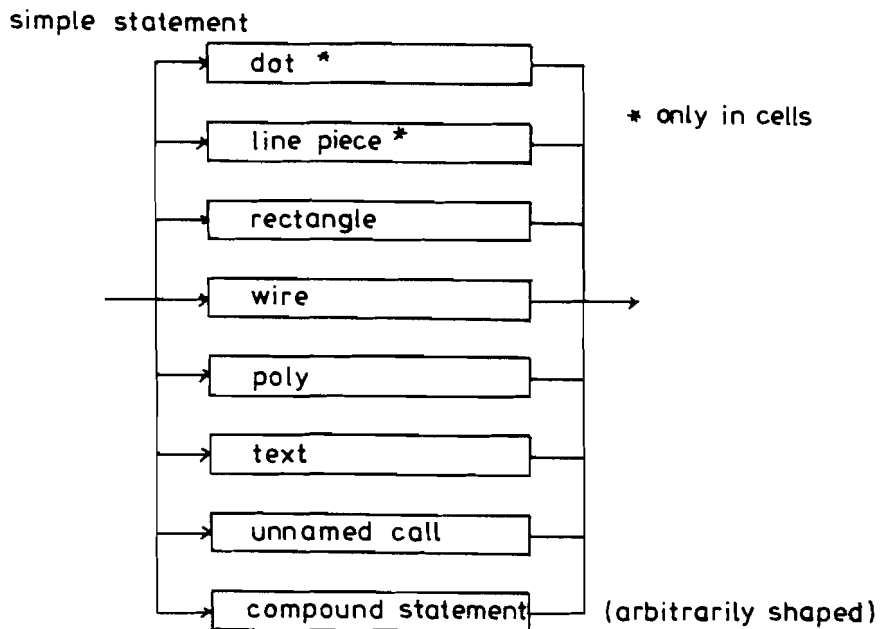 simple statement
dot *
* only in cells
line piece *
rectangle
wire
poly
text
unnamed call
compound statement (arbitrarily shaped)